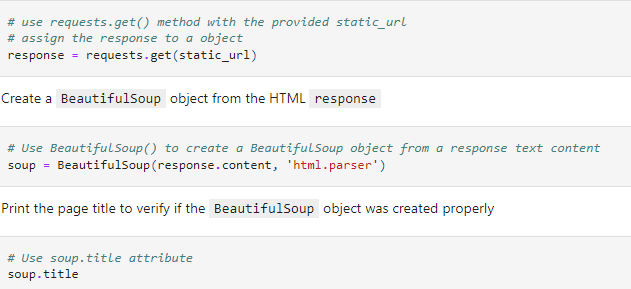 # use requests.get() method with the provided static_url
# assign the response to a object
response = requests.get(static_url)
Create a BeautifulSoup object from the HTML response
# Use BeautifulSoup() to create a BeautifulSoup object from a response text content
soup = BeautifulSoup(response.content, 'html.parser')
Print the page title to verify if the BeautifulSoup object was created properly
# Use soup.title attribute
soup.title